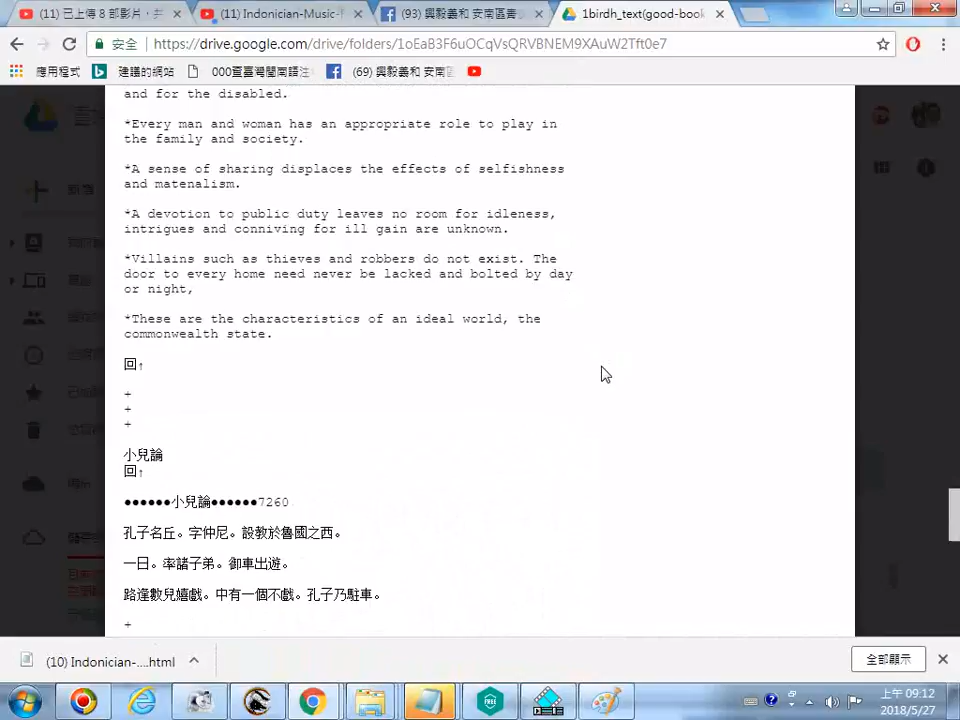 (11) 已上傳 8 部影片，共
(11) Indonician-Music-
(93) 興毅義和 安南區青
1birdh_text(good-book
安全
https://drive.google.com/drive/folders/1oEaB3F6uOCqVsQRVBNEM9XAuW2Tft0e7
應用程式
建議的網站
000查臺灣閩南語注
(69) 興毅義和 安南區
and for the disabled.
*Every man and woman has an appropriate role to play in
the family and society.
*A sense of sharing displaces the effects of selfishness
and matenalism.
*A devotion to public duty leaves no room for idleness,
intrigues and conniving for ill gain are unknown.
*Villains such as thieves and robbers do not exist. The
door to every home need never be lacked and bolted by day
or night,
*These are the characteristics of an ideal world, the
commonwealth state.
回↑
+
+
+
小兒論
回↑
●●●●●●小兒論●●●●●●7260
孔子名丘。字仲尼。設教於魯國之西。
一日。率諸子弟。御車出遊。
路逢數兒嬉戲。中有一個不戲。孔子乃駐車。
+
(10) Indonician-....html
全部顯示
上午 09:12
2018/5/27